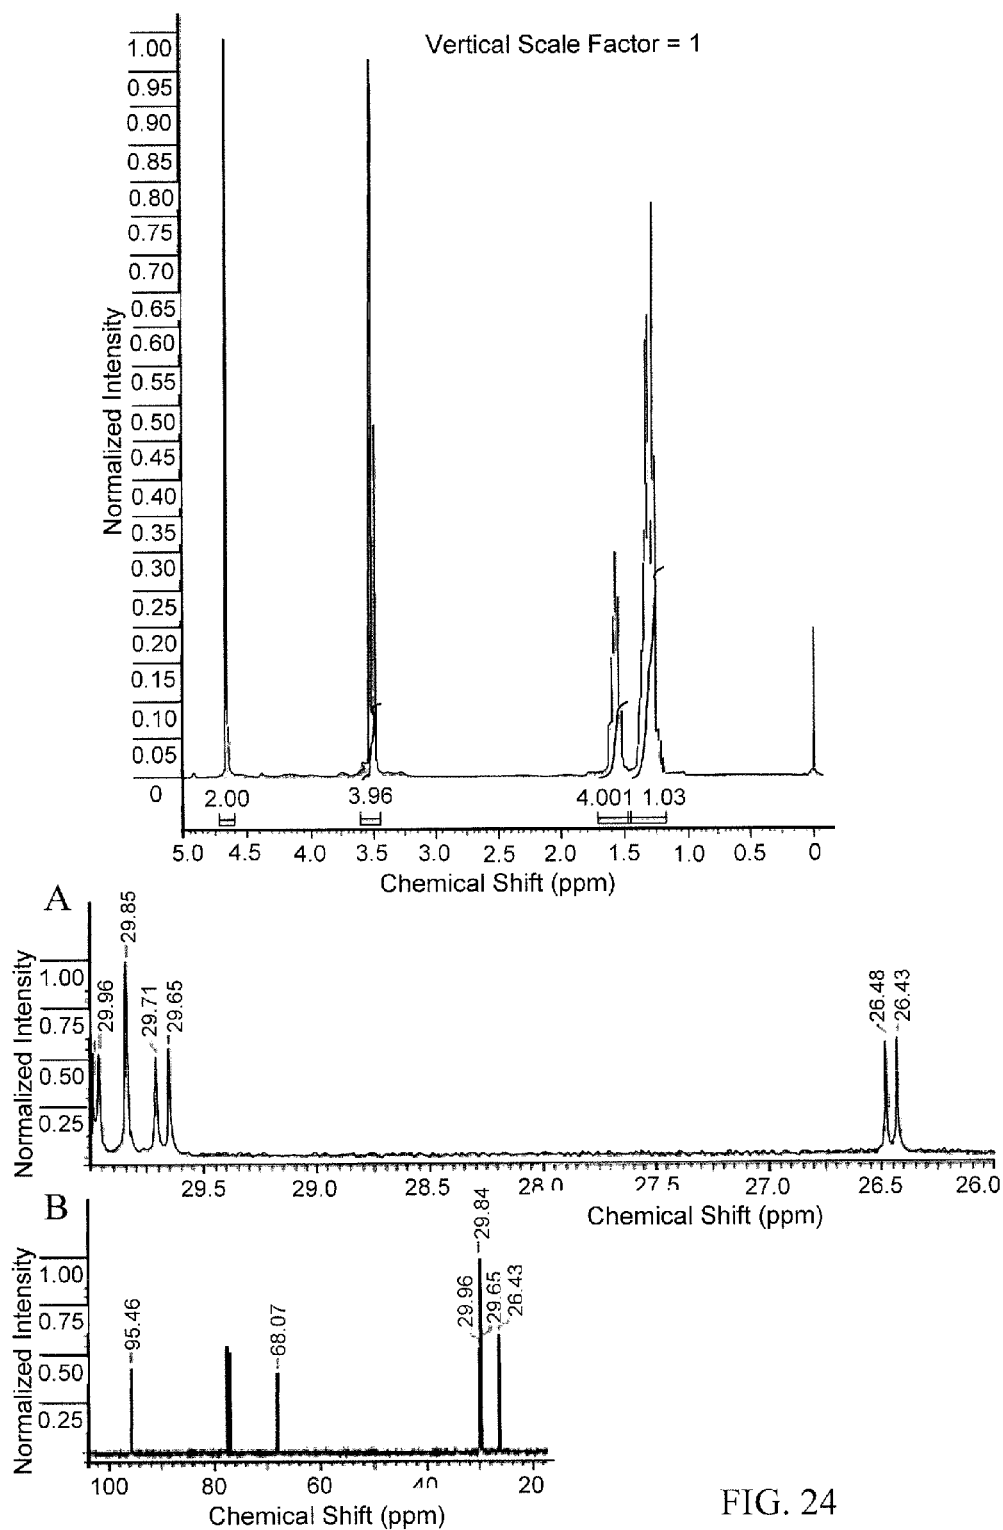 Vertical Scale Factor = 1
Normalized Intensity
1.00
0.95
0.90
0.85
0.80
0.75
0.70
0.65
0.60
0.55
0.50
0.45
0.40
0.35
0.30
0.25
0.20
0.15
0.10
0.05
0
2.00 3.96 4.001 1.03
5.0 4.5 4.0 3.5 3.0 2.5 2.0 1.5 1.0 0.5 0
Chemical Shift (ppm)
A
Normalized Intensity
1.00
0.75
0.50
0.25
29.96 29.85 29.71 29.65 26.48 26.43
29.5 29.0 28.5 28.0 27.5 27.0 26.5 26.0
Chemical Shift (ppm)
B
Normalized Intensity
1.00
0.75
0.50
0.25
95.46 68.07 29.96 29.84 29.65 26.43
100 80 60 40 20
Chemical Shift (ppm)
FIG. 24